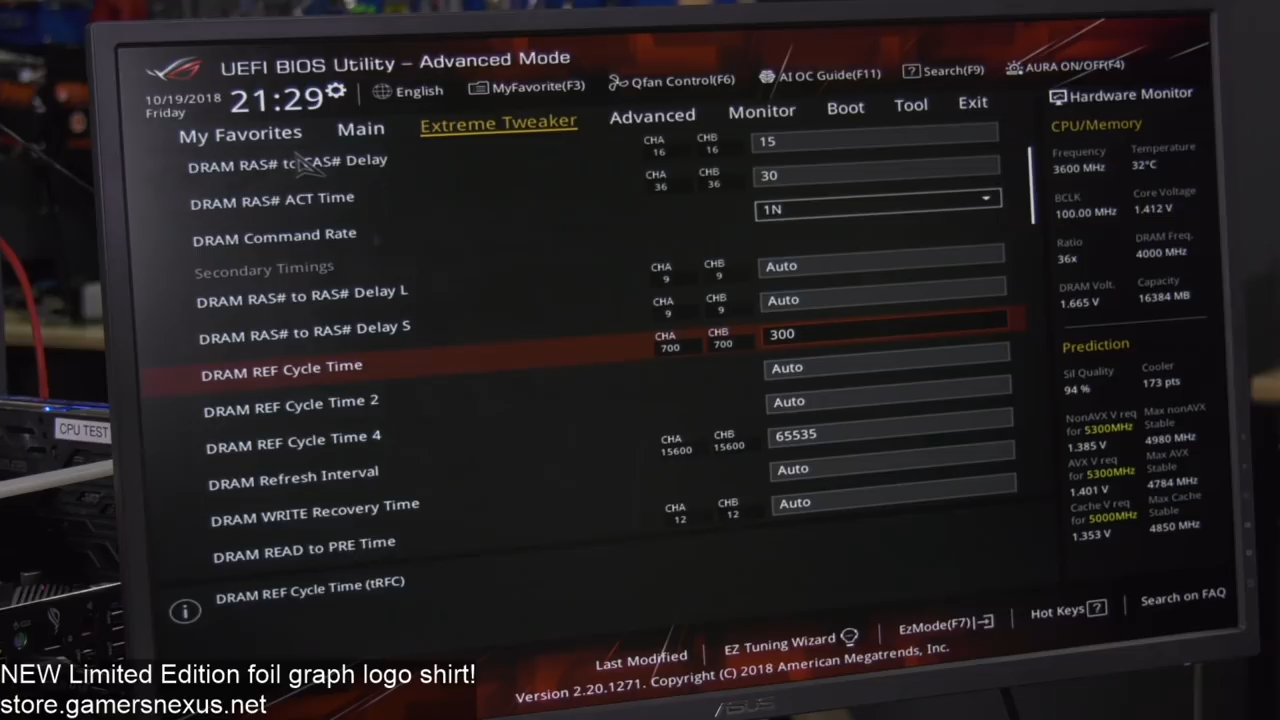 UEFI BIOS Utility – Advanced Mode
10/19/2018
Friday
21:29
English
MyFavorite(F3)
Qfan Control(F6)
AI OC Guide(F11)
Search(F9)
AURA ON/OFF(F4)
My Favorites
Main
Extreme Tweaker
Advanced
Monitor
Boot
Tool
Exit
Hardware Monitor
DRAM RAS# to RAS# Delay
CHA
16
CHB
16
15
DRAM RAS# ACT Time
CHA
36
CHB
36
30
DRAM Command Rate
1N
Secondary Timings
DRAM RAS# to RAS# Delay L
CHA
9
CHB
9
Auto
DRAM RAS# to RAS# Delay S
CHA
9
CHB
9
Auto
DRAM REF Cycle Time
CHA
700
CHB
700
300
DRAM REF Cycle Time 2
Auto
DRAM REF Cycle Time 4
Auto
DRAM Refresh Interval
CHA
15600
CHB
15600
65535
DRAM WRITE Recovery Time
Auto
DRAM READ to PRE Time
CHA
12
CHB
12
Auto
DRAM REF Cycle Time (tRFC)
CPU/Memory
Frequency
3600 MHz
Temperature
32°C
BCLK
100.00 MHz
Core Voltage
1.412 V
Ratio
36x
DRAM Freq.
4000 MHz
DRAM Volt.
1.665 V
Capacity
16384 MB
Prediction
Sil Quality
94 %
Cooler
173 pts
NonAVX V req
for 5300MHz
1.385 V
Max nonAVX
Stable
4980 MHz
AVX V req
for 5300MHz
1.401 V
Max AVX
Stable
4784 MHz
Cache V req
for 5000MHz
1.353 V
Max Cache
Stable
4850 MHz
Last Modified
EZ Tuning Wizard
EzMode(F7)
Hot Keys
?
Search on FAQ
Version 2.20.1271. Copyright (C) 2018 American Megatrends, Inc.
ASUS
CPU TEST
NEW Limited Edition foil graph logo shirt!
store.gamersnexus.net